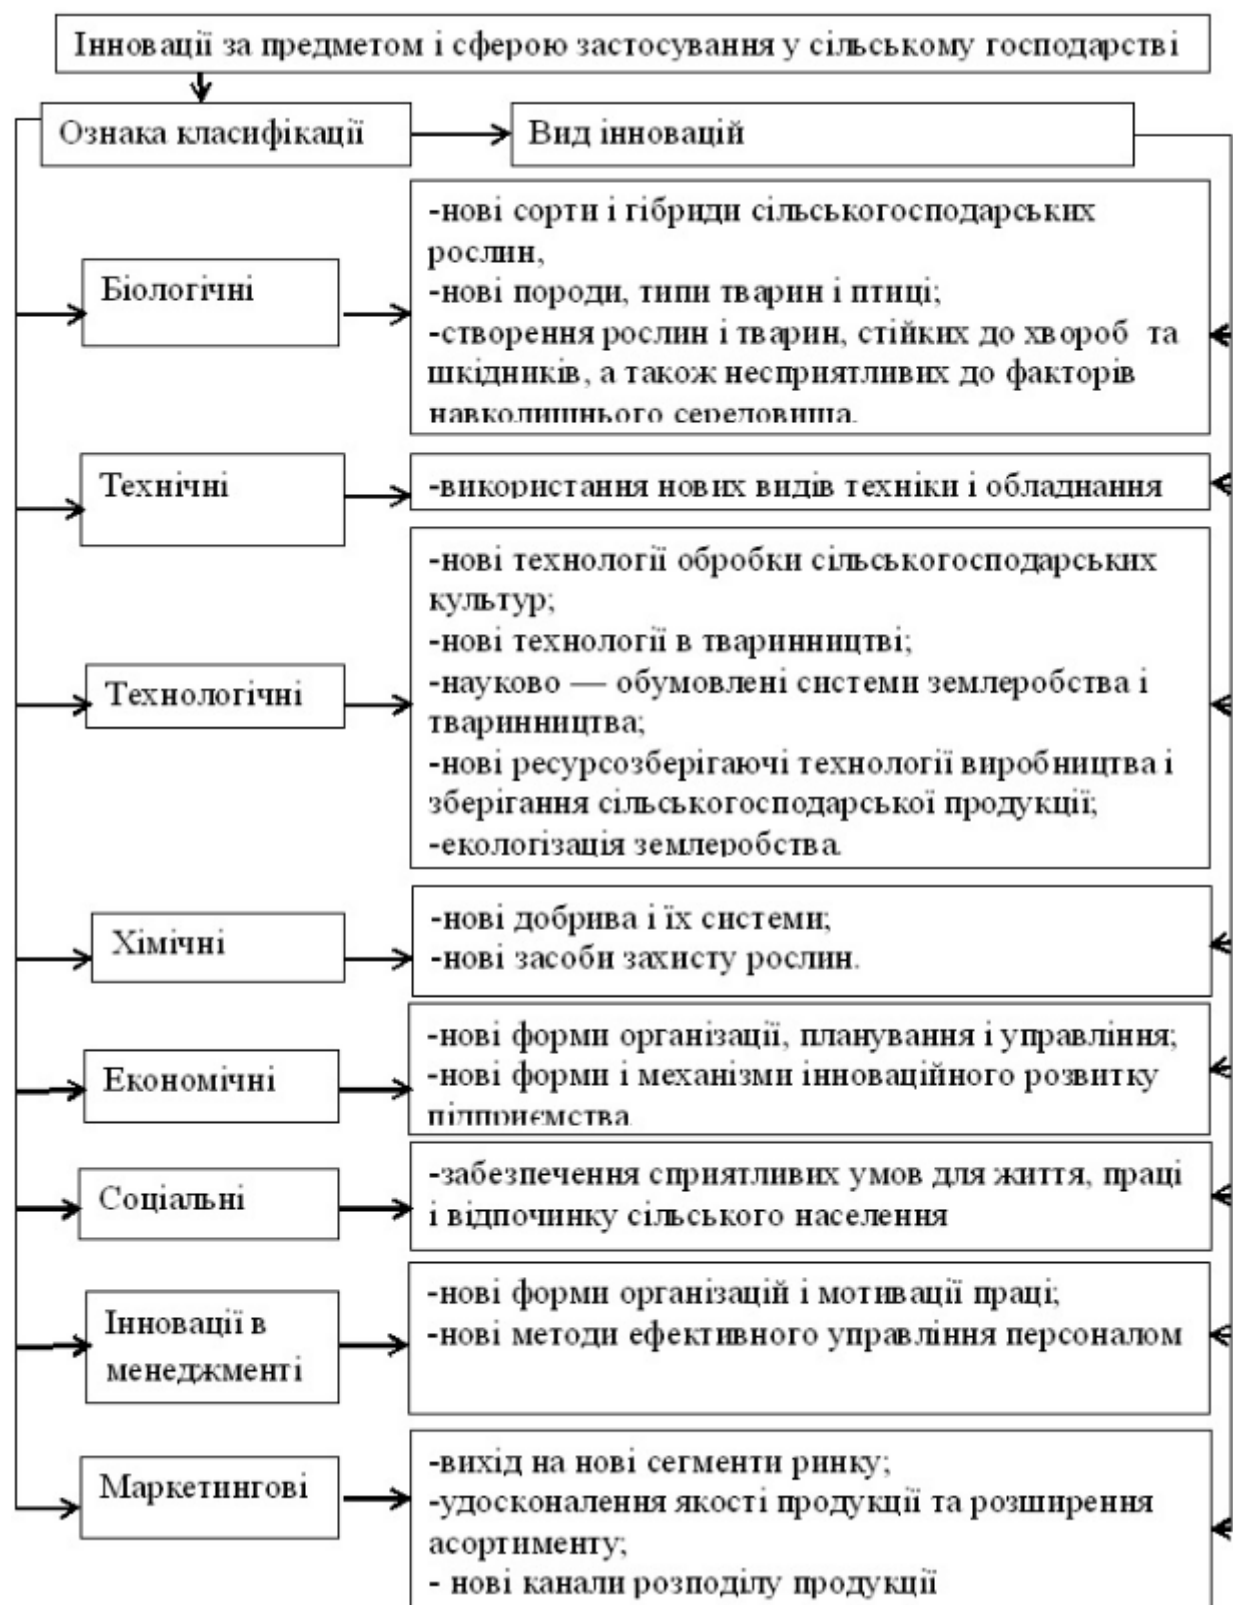 Інновації за предметом і сферою застосування у сільському господарстві
Ознака класифікації
Вид інновацій
Біологічні
-нові сорти і гібриди сільськогосподарських
рослин,
-нові породи, типи тварин і птиці;
-створення рослин і тварин, стійких до хвороб та
шкідників, а також несприятливих до факторів
навколишнього середовища.
Технічні
-використання нових видів техніки і обладнання
Технологічні
-нові технології обробки сільськогосподарських
культур;
-нові технології в тваринництві;
-науково — обумовлені системи землеробства і
тваринництва;
-нові ресурсозберігаючі технології виробництва і
зберігання сільськогосподарської продукції;
-екологізація землеробства.
Хімічні
-нові добрива і їх системи;
-нові засоби захисту рослин.
Економічні
-нові форми організації, планування і управління;
-нові форми і механізми інноваційного розвитку
підприємства.
Соціальні
-забезпечення сприятливих умов для життя, праці
і відпочинку сільського населення
Інновації в
менеджменті
-нові форми організацій і мотивації праці;
-нові методи ефективного управління персоналом
Маркетингові
-вихід на нові сегменти ринку;
-удосконалення якості продукції та розширення
асортименту;
- нові канали розподілу продукції